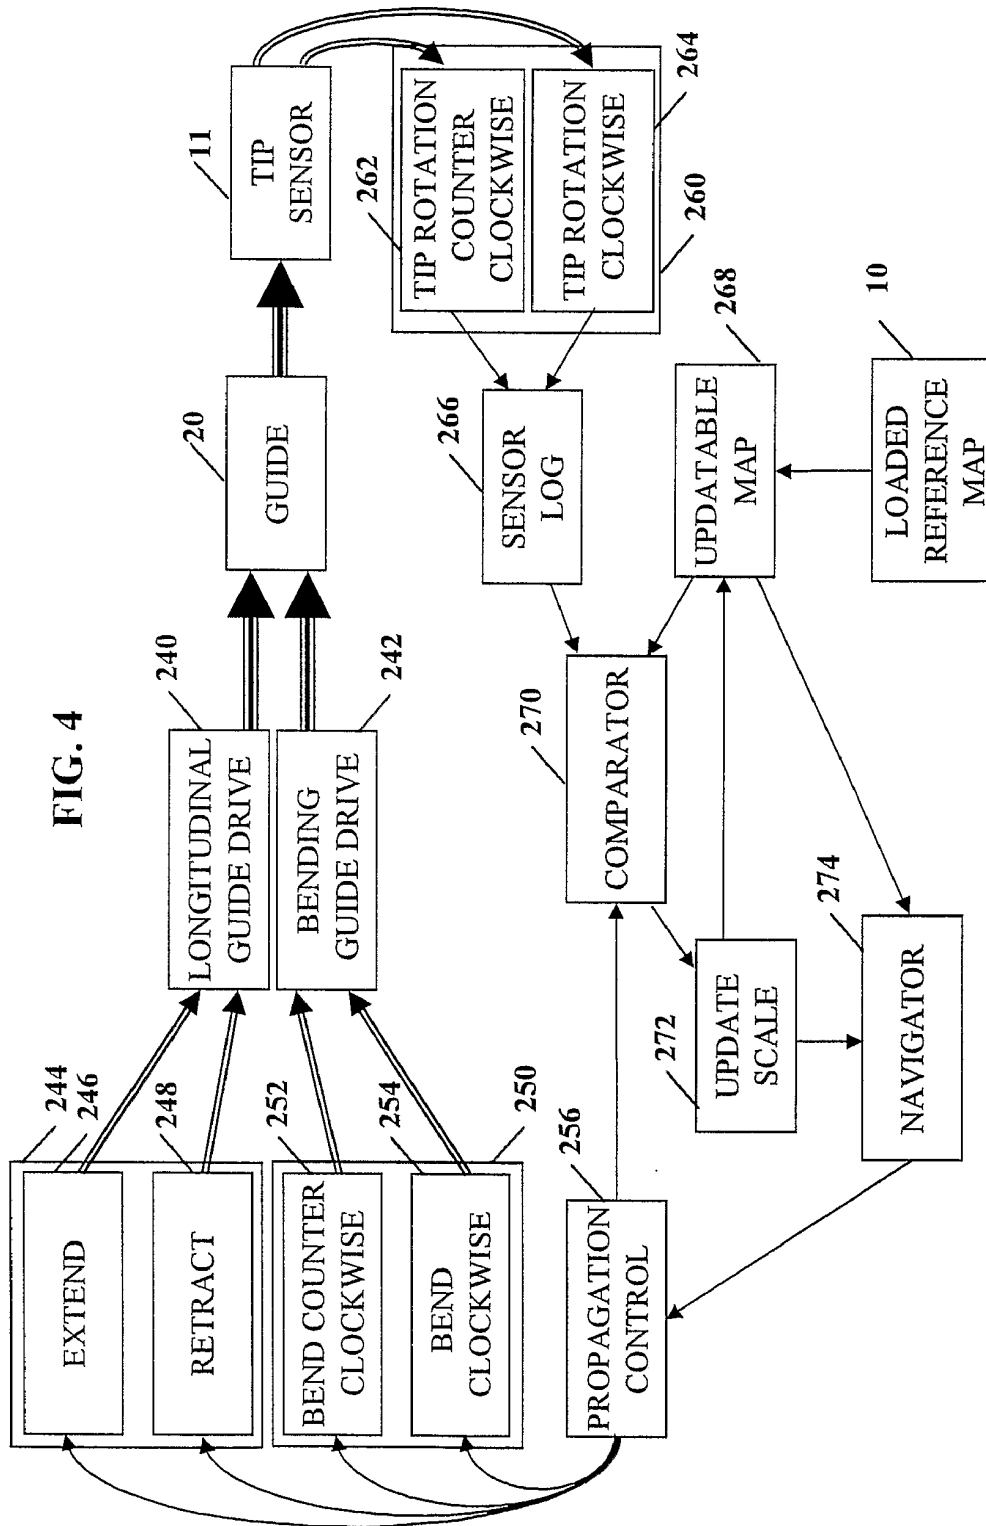 FIG. 4
244
246
EXTEND
248
RETRACT
252
BEND COUNTER
CLOCKWISE
254
BEND
CLOCKWISE
250
240
LONGITUDINAL
GUIDE DRIVE
242
BENDING
GUIDE DRIVE
20
GUIDE
11
TIP
SENSOR
262
TIP ROTATION
COUNTER
CLOCKWISE
264
TIP ROTATION
CLOCKWISE
260
266
SENSOR
LOG
268
UPDATABLE
MAP
10
LOADED
REFERENCE
MAP
270
COMPARATOR
272
UPDATE
SCALE
274
NAVIGATOR
256
PROPAGATION
CONTROL